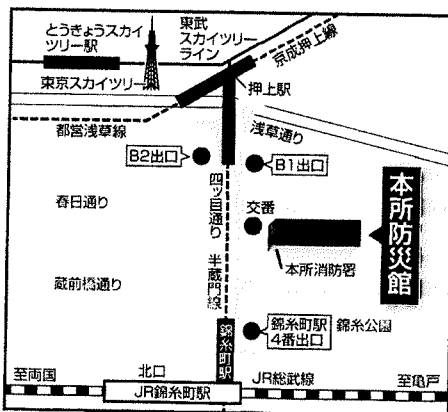 とうきょうスカイ
ツリー駅
東武
スカイツリー
ライン
京成押上線
東京スカイツリー
押上駅
都営浅草線
浅草通り
B2出口
B1出口
四ッ目通り
半蔵門線
春日通り
交番
本所防災館
本所消防署
蔵前橋通り
錦糸町駅
錦糸町駅
4番出口
錦糸公園
至両国
北口
JR錦糸町駅
JR総武線
至亀戸